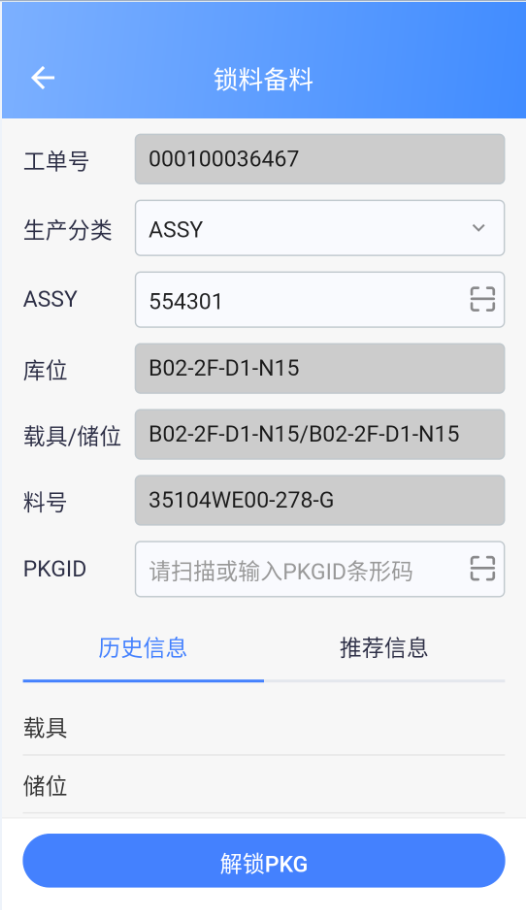 锁料备料
工单号 000100036467
生产分类 ASSY
ASSY 554301
库位 B02-2F-D1-N15
载具/储位 B02-2F-D1-N15/B02-2F-D1-N15
料号 35104WE00-278-G
PKGID 请扫描或输入PKGID条形码
历史信息 推荐信息
载具
储位
解锁PKG